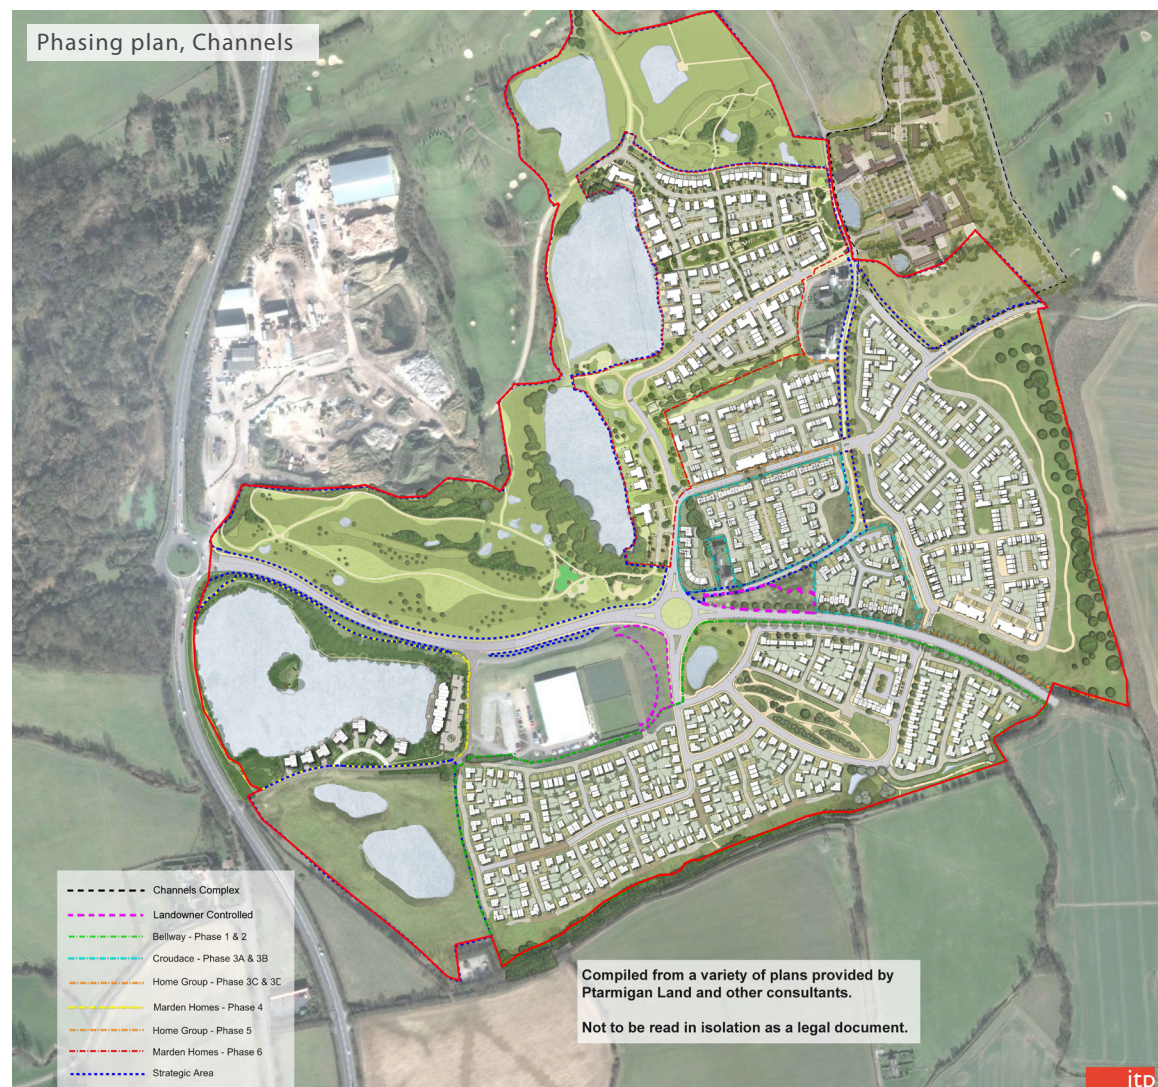 Phasing plan, Channels
Channels Complex
Landowner Controlled
Bellway - Phase 1 & 2
Croudace - Phase 3A & 3B
Home Group - Phase 3C & 3D
Marden Homes - Phase 4
Home Group - Phase 5
Marden Homes - Phase 6
Strategic Area
Compiled from a variety of plans provided by
Ptarmigan Land and other consultants.
Not to be read in isolation as a legal document.
itp